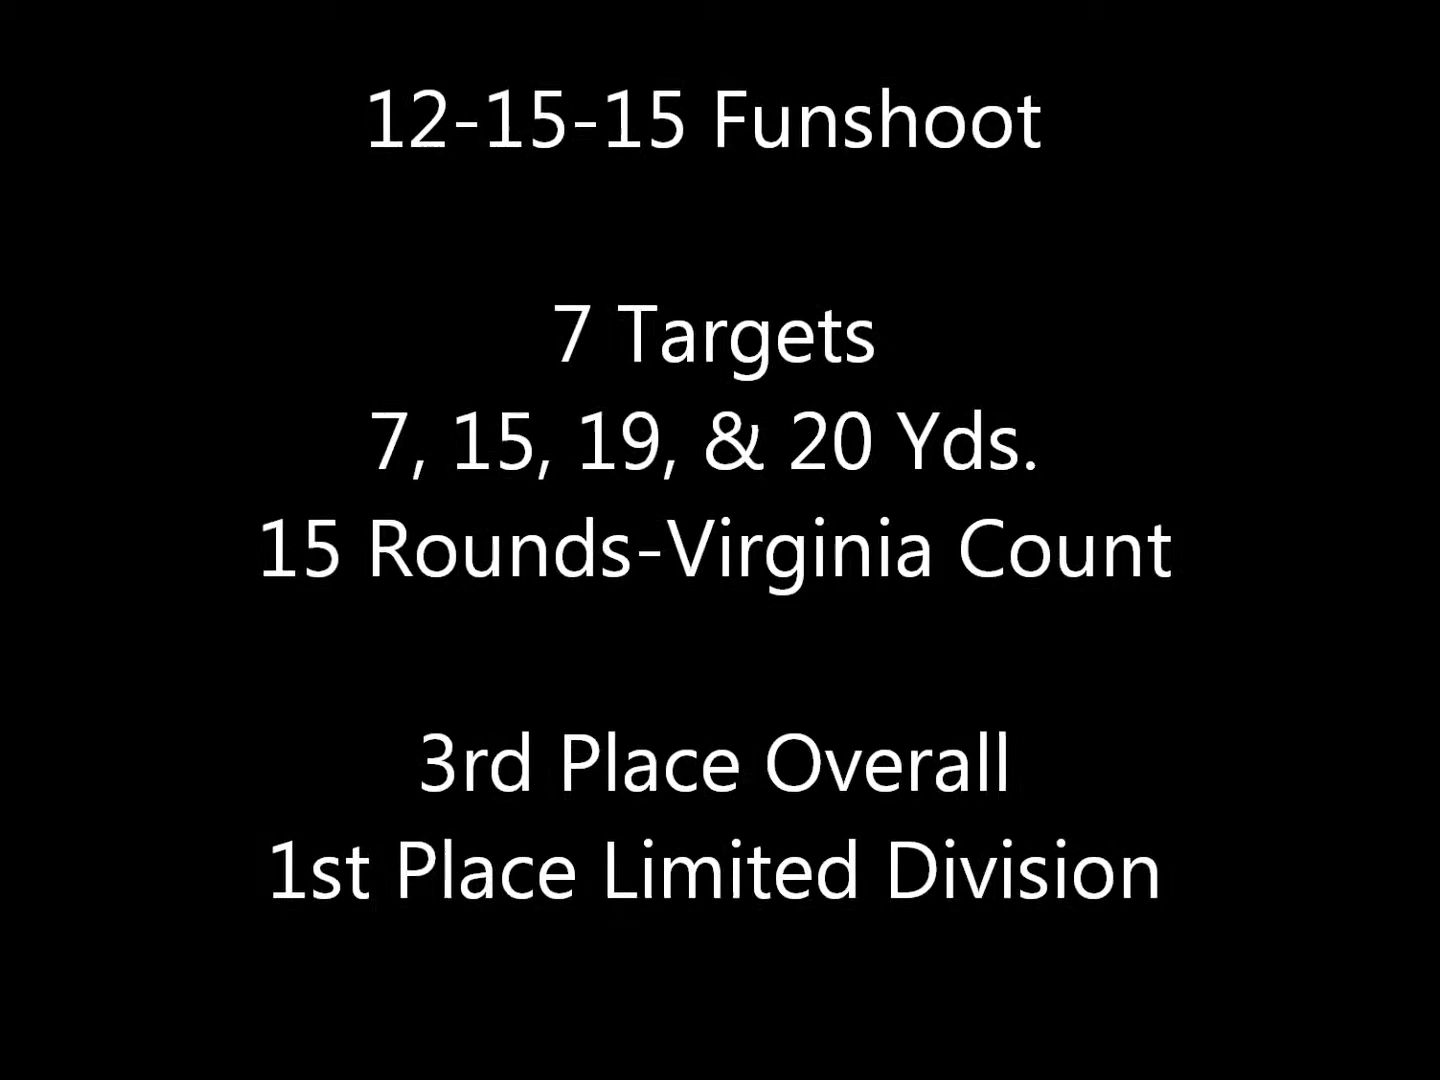 12-15-15 Funshoot
7 Targets
7, 15, 19, & 20 Yds.
15 Rounds-Virginia Count
3rd Place Overall
1st Place Limited Division